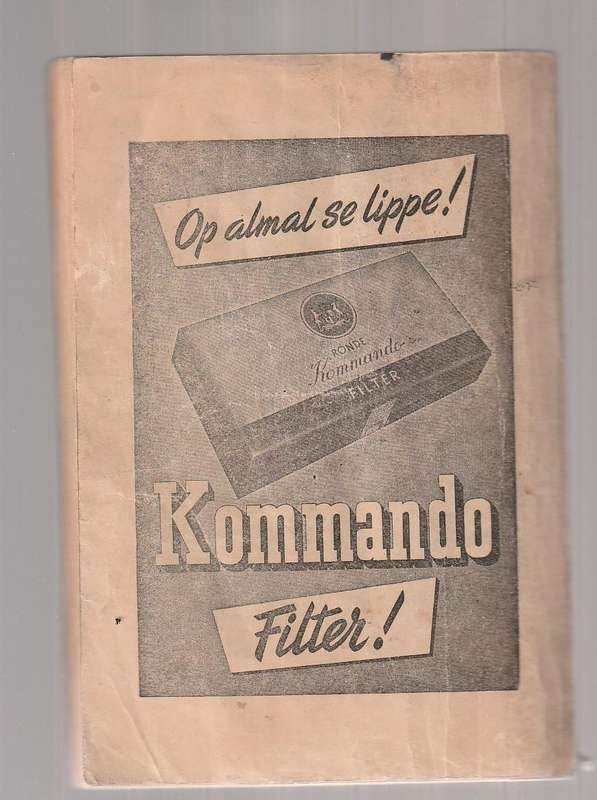 Op almal se lippe!
RONDE
Kommando
FILTER
Kommando
Filter!